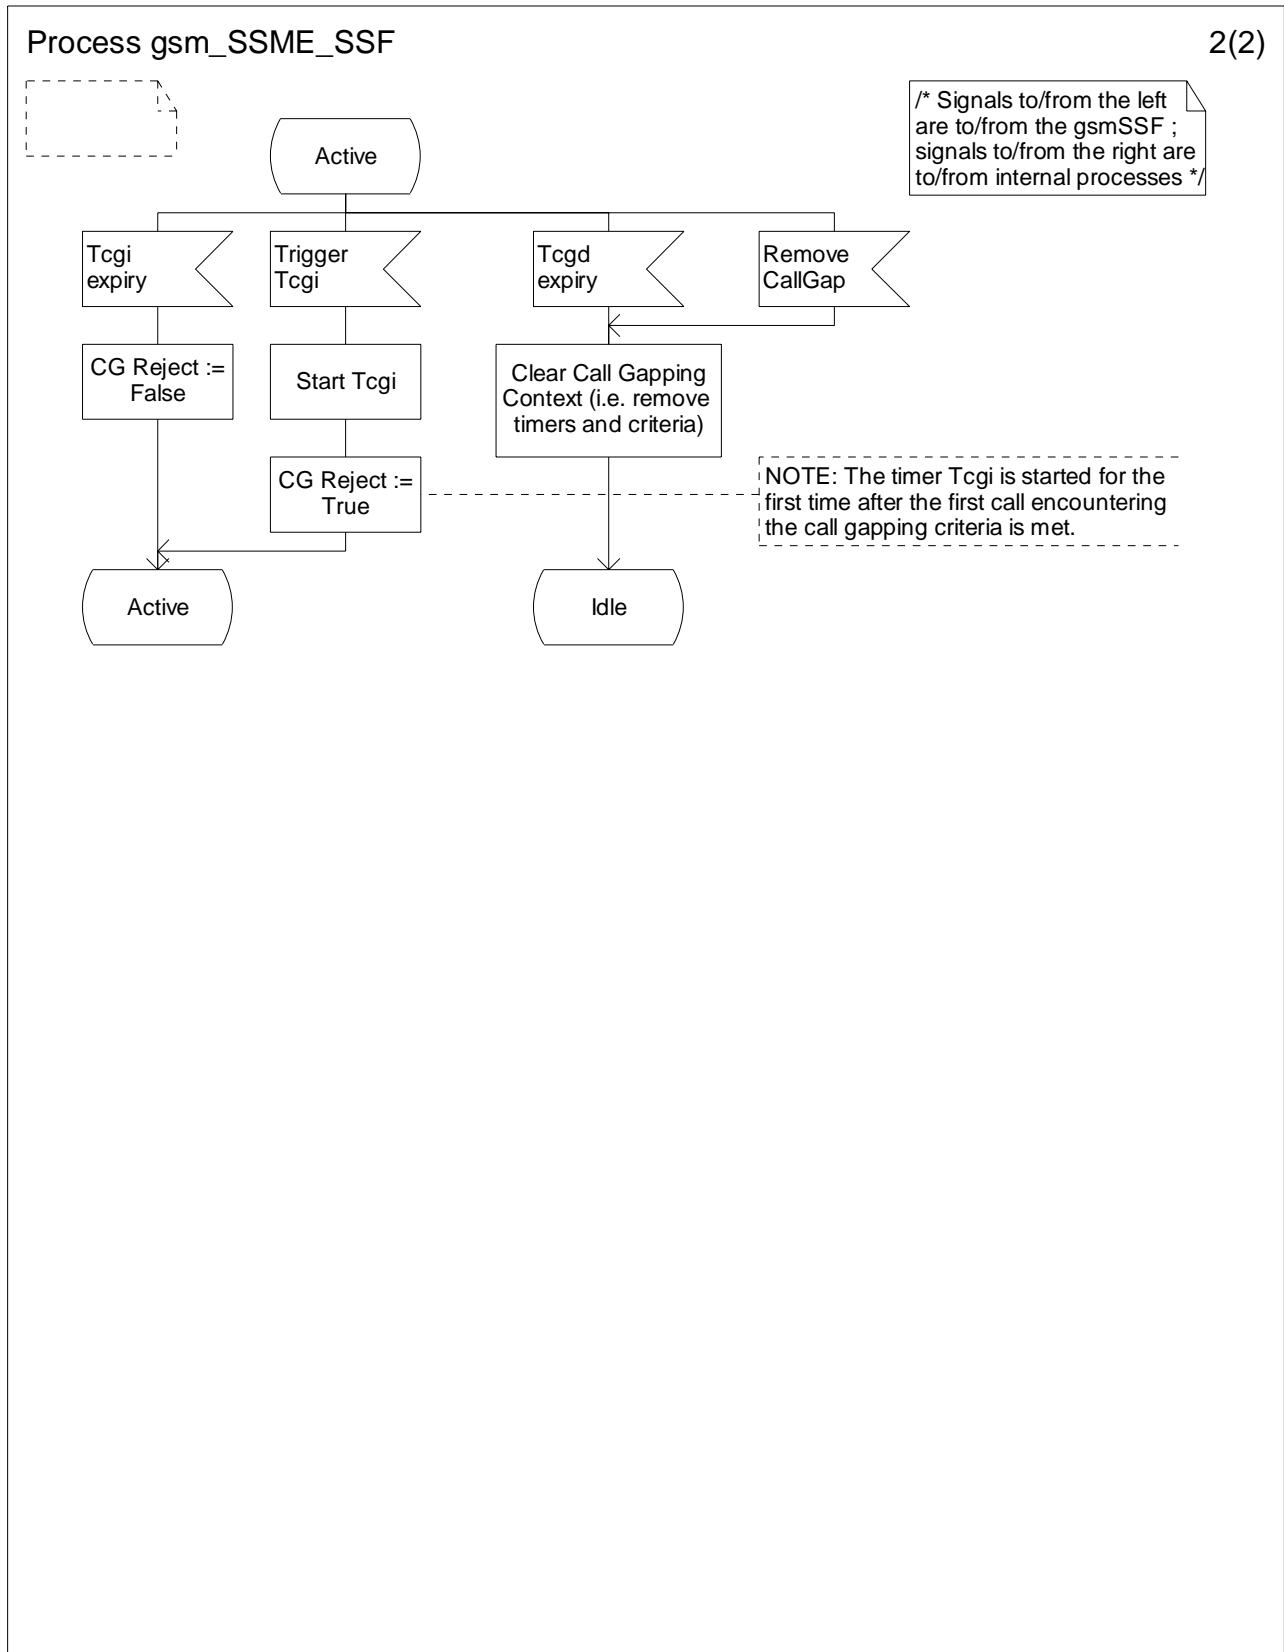 Process gsm_SSME_SSF
2(2)
/* Signals to/from the left
are to/from the gsmSSF ;
signals to/from the right are
to/from internal processes */
Active
Tcgi
expiry
Trigger
Tcgi
Tcgd
expiry
Remove
CallGap
CG Reject :=
False
Start Tcgi
Clear Call Gapping
Context (i.e. remove
timers and criteria)
CG Reject :=
True
NOTE: The timer Tcgi is started for the
first time after the first call encountering
the call gapping criteria is met.
Active
Idle